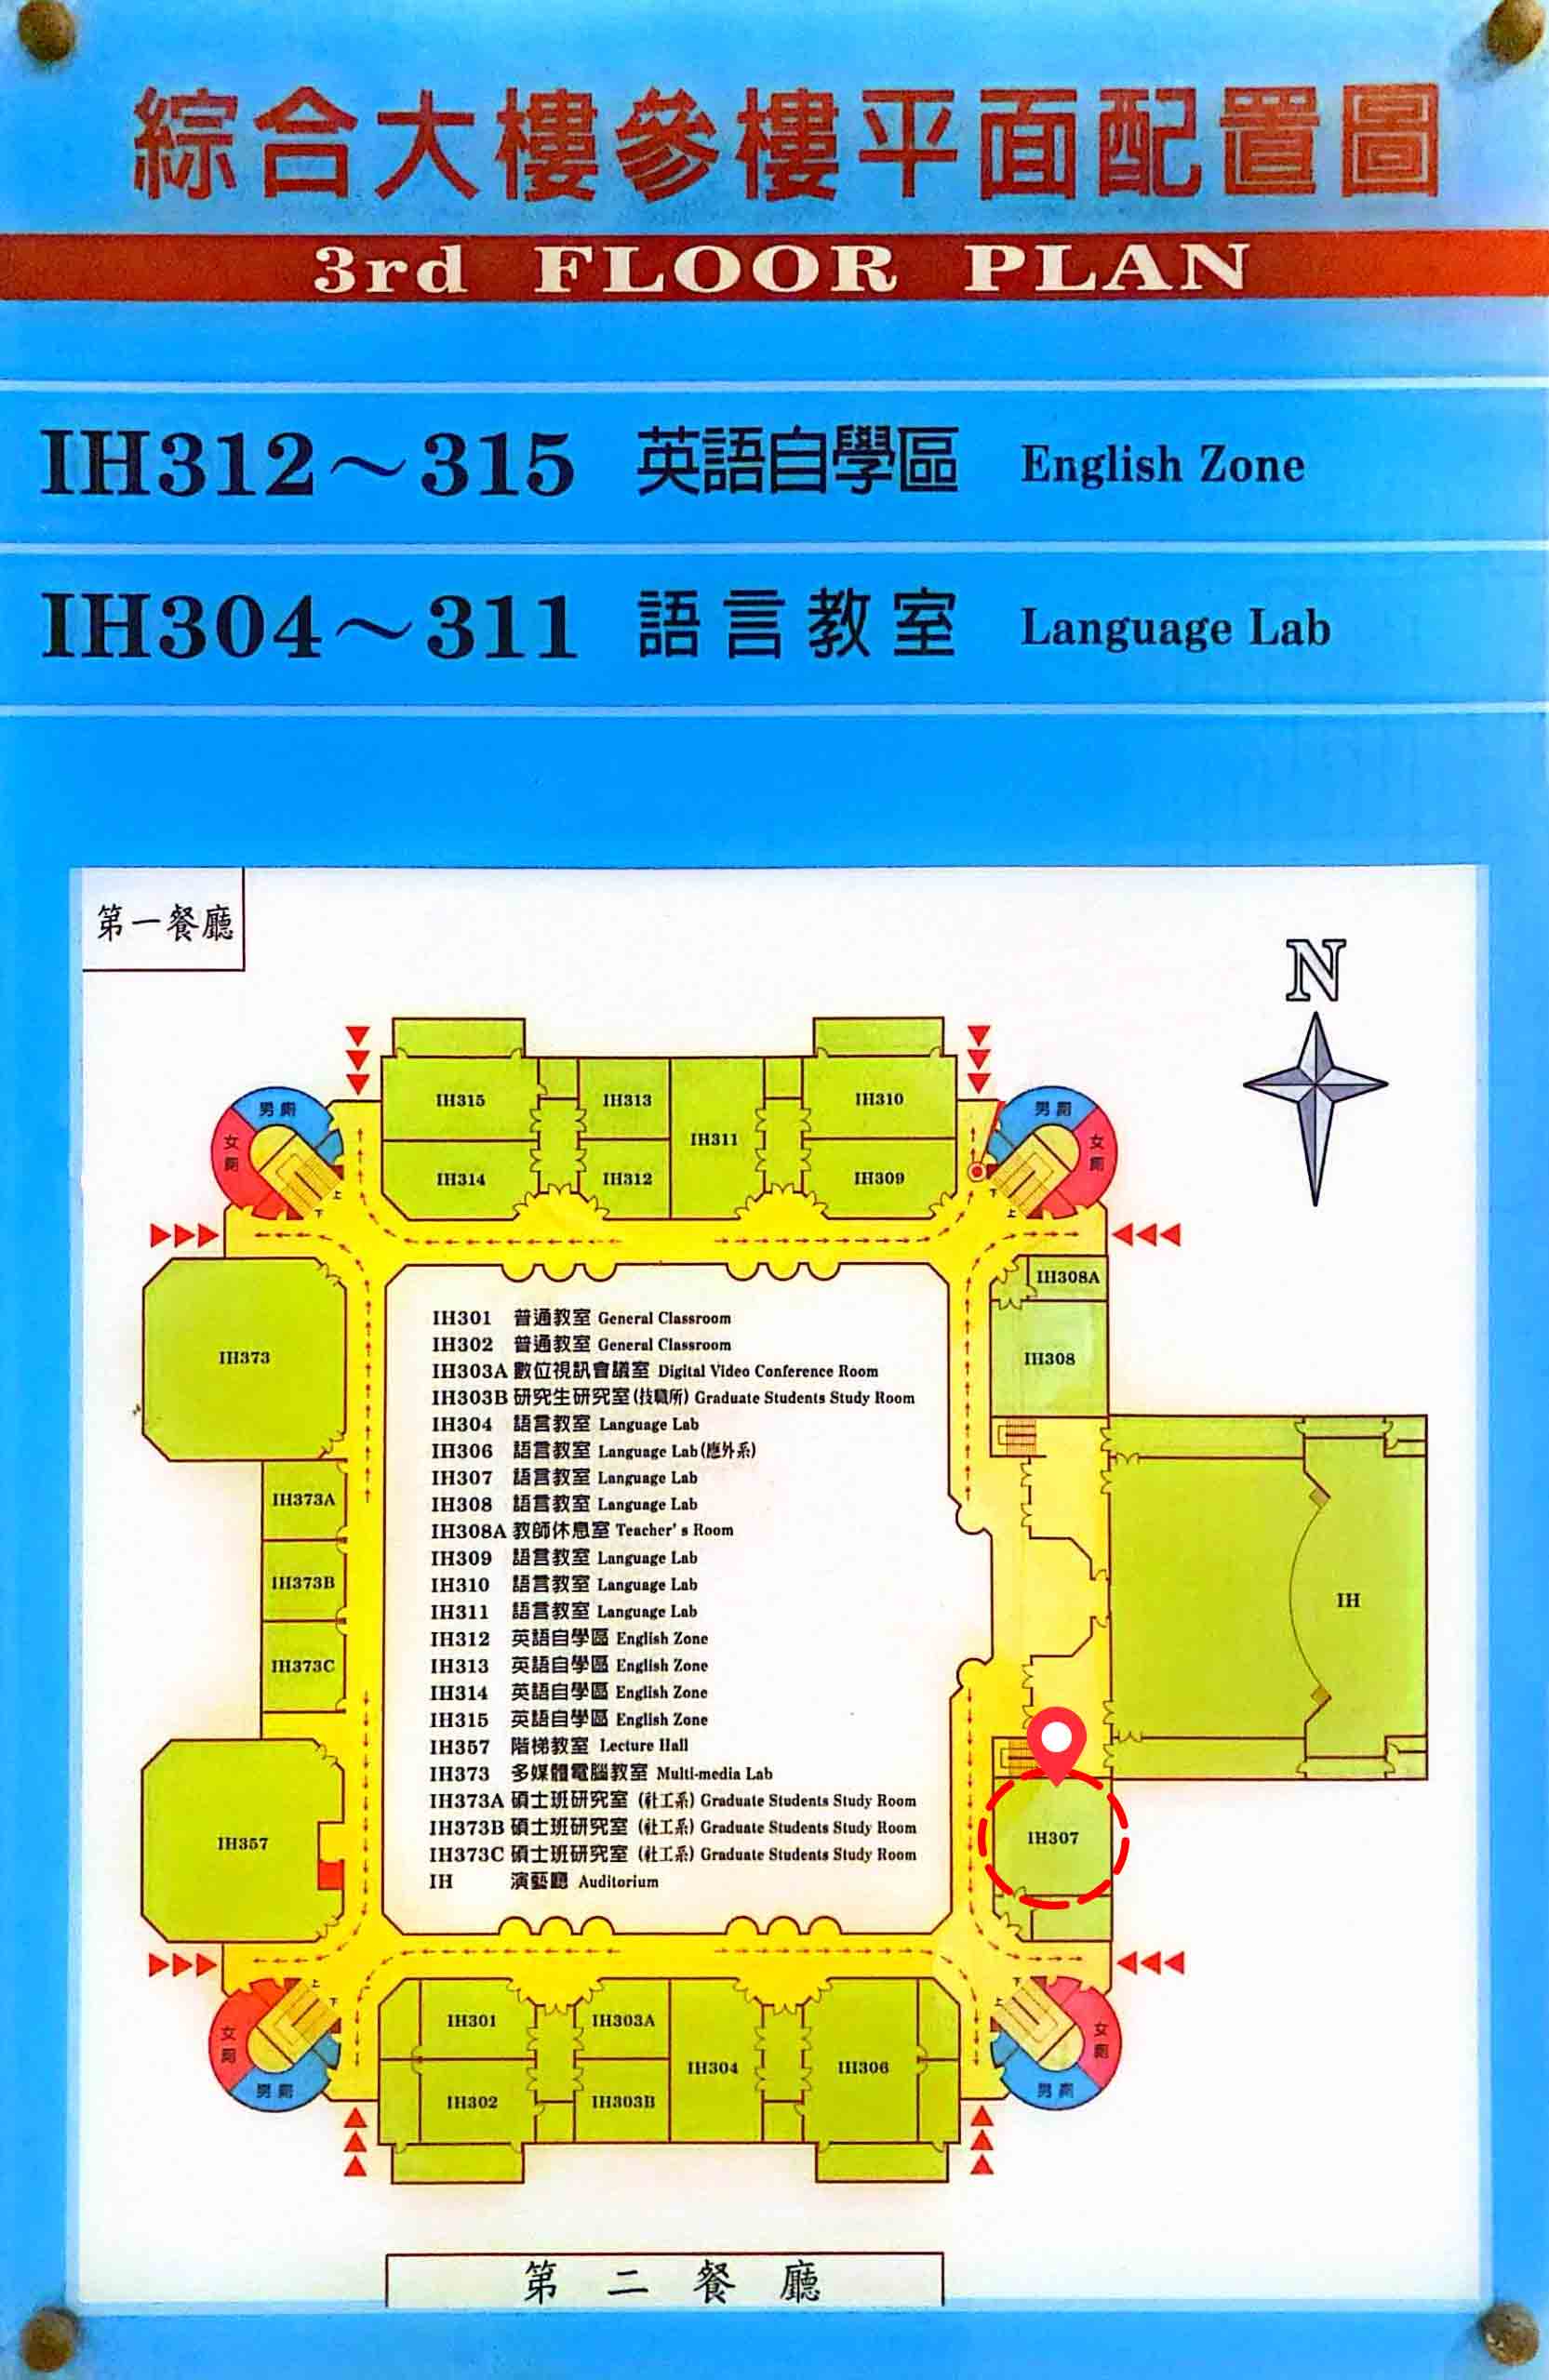 綜合大樓參樓平面配置圖
3rd FLOOR PLAN
IH312～315 英語自學區 English Zone
IH304～311 語言教室 Language Lab
第一餐廳
N
IH315
IH313
IH311
IH310
IH314
IH312
IH309
男廁
女廁
上
下
男廁
女廁
下
上
IH373
IH308A
IH308
IH373A
IH373B
IH373C
IH357
IH
IH307
IH301 普通教室 General Classroom
IH302 普通教室 General Classroom
IH303A 數位視訊會議室 Digital Video Conference Room
IH303B 研究生研究室(技職所) Graduate Students Study Room
IH304 語言教室 Language Lab
IH306 語言教室 Language Lab(應外系)
IH307 語言教室 Language Lab
IH308 語言教室 Language Lab
IH308A 教師休息室 Teacher's Room
IH309 語言教室 Language Lab
IH310 語言教室 Language Lab
IH311 語言教室 Language Lab
IH312 英語自學區 English Zone
IH313 英語自學區 English Zone
IH314 英語自學區 English Zone
IH315 英語自學區 English Zone
IH357 階梯教室 Lecture Hall
IH373 多媒體電腦教室 Multi-media Lab
IH373A 碩士班研究室 (社工系) Graduate Students Study Room
IH373B 碩士班研究室 (社工系) Graduate Students Study Room
IH373C 碩士班研究室 (社工系) Graduate Students Study Room
IH 演藝廳 Auditorium
上
下
女廁
男廁
下
上
女廁
男廁
IH301
IH303A
IH304
IH306
IH302
IH303B
第二餐廳